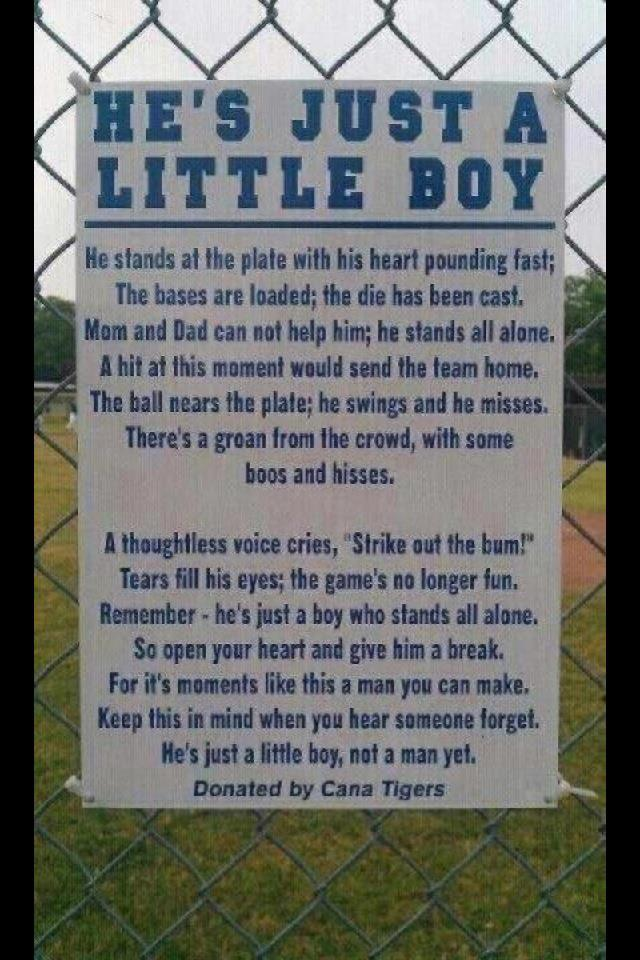 HE'S JUST A
LITTLE BOY
He stands at the plate with his heart pounding fast;
The bases are loaded; the die has been cast.
Mom and Dad can not help him; he stands all alone.
A hit at this moment would send the team home.
The ball nears the plate; he swings and he misses.
There's a groan from the crowd, with some
boos and hisses.
A thoughtless voice cries, "Strike out the bum!"
Tears fill his eyes; the game's no longer fun.
Remember - he's just a boy who stands all alone.
So open your heart and give him a break.
For it's moments like this a man you can make.
Keep this in mind when you hear someone forget.
He's just a little boy, not a man yet.
Donated by Cana Tigers